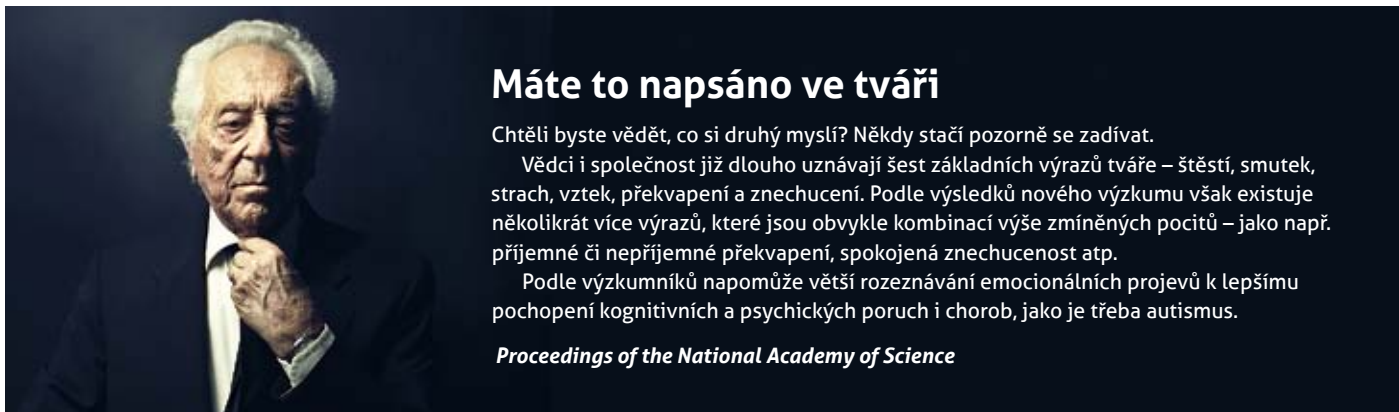 Máte to napsáno ve tváři
Chtěli byste vědět, co si druhý myslí? Někdy stačí pozorně se zadívat.
Vědci i společnost již dlouho uznávají šest základních výrazů tváře – štěstí, smutek,
strach, vztek, překvapení a znechucení. Podle výsledků nového výzkumu však existuje
několikrát více výrazů, které jsou obvykle kombinací výše zmíněných pocitů – jako např.
příjemné či nepříjemné překvapení, spokojená znechucenost atp.
Podle výzkumníků napomůže větší rozeznávání emocionálních projevů k lepšímu
pochopení kognitivních a psychických poruch i chorob, jako je třeba autismus.
Proceedings of the National Academy of Science